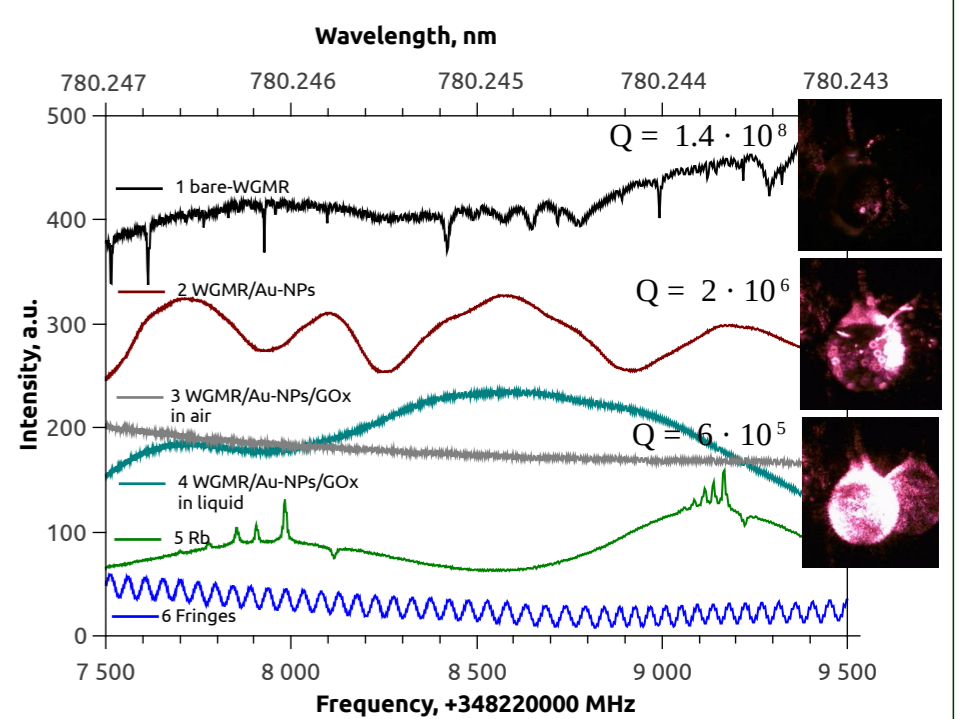 Wavelength, nm
780.247 780.246 780.245 780.244 780.243
500
Q = 1.4 · 10⁸
1 bare-WGMR
400
2 WGMR/Au-NPs
Q = 2 · 10⁶
300
3 WGMR/Au-NPs/GOx
in air
200
Q = 6 · 10⁵
4 WGMR/Au-NPs/GOx
in liquid
100
5 Rb
6 Fringes
0
Intensity, a.u.
7 500 8 000 8 500 9 000 9 500
Frequency, +348220000 MHz